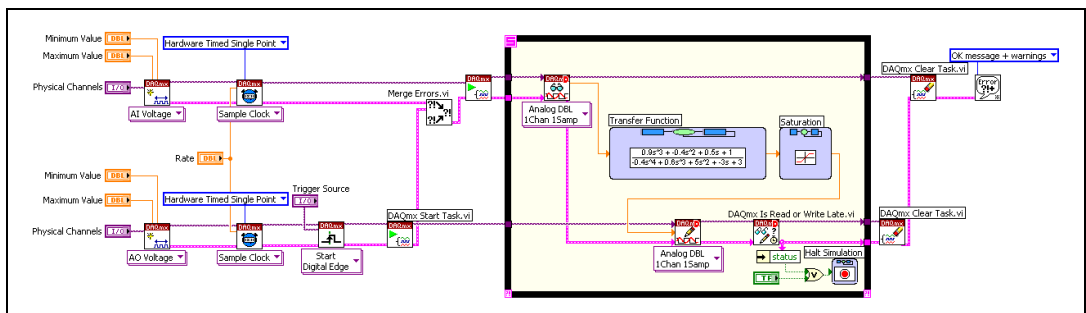 Minimum Value
DBL
Hardware Timed Single Point
Maximum Value
DBL
OK message + warnings
DAQmx
DAQmx
DAQmx
DAQmx
DAQmx Clear Task.vi
DAQmx
Physical Channels
I/O
Merge Errors.vi
Error
AI Voltage
Sample Clock
Analog DBL
1Chan 1Samp
Transfer Function
Saturation
0.9s^3 + -0.4s^2 + 0.5s + 1
-0.4s^4 + 0.6s^3 + 5s^2 + -3s + 3
Rate
DBL
Minimum Value
DBL
Trigger Source
Hardware Timed Single Point
I/O
Maximum Value
DBL
DAQmx Start Task.vi
DAQmx Is Read or Write Late.vi
DAQmx Clear Task.vi
DAQmx
DAQmx
DAQmx
DAQmx
DAQmx
DAQmx
DAQmx
Physical Channels
I/O
AO Voltage
Sample Clock
Start
Digital Edge
Analog DBL
1Chan 1Samp
status
Halt Simulation
TF